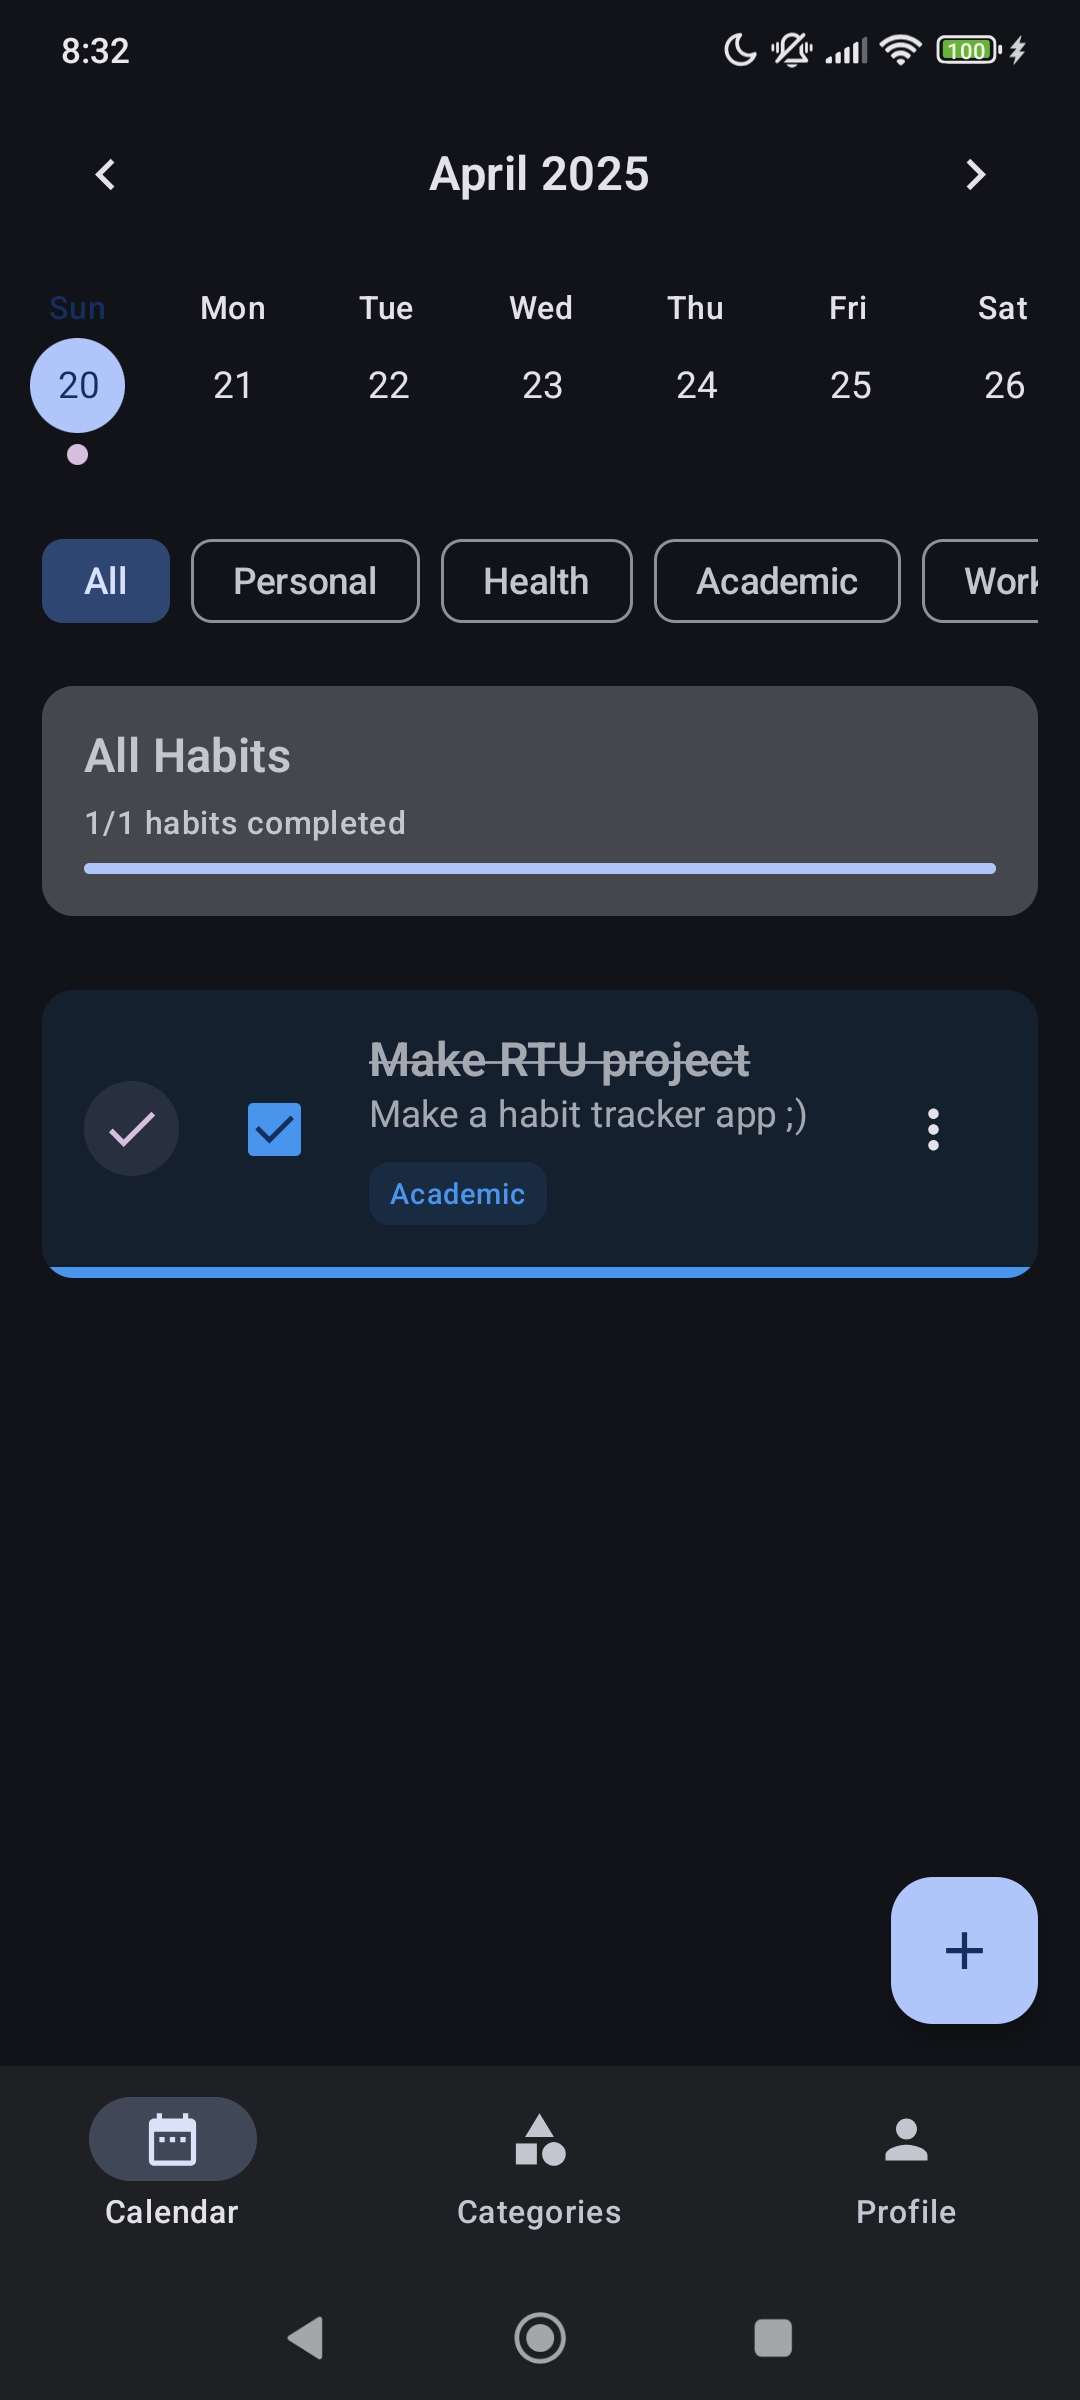 8:32
100
April 2025
Sun Mon Tue Wed Thu Fri Sat
20 21 22 23 24 25 26
All Personal Health Academic Work
All Habits
1/1 habits completed
Make RTU project
Make a habit tracker app ;)
Academic
Calendar Categories Profile